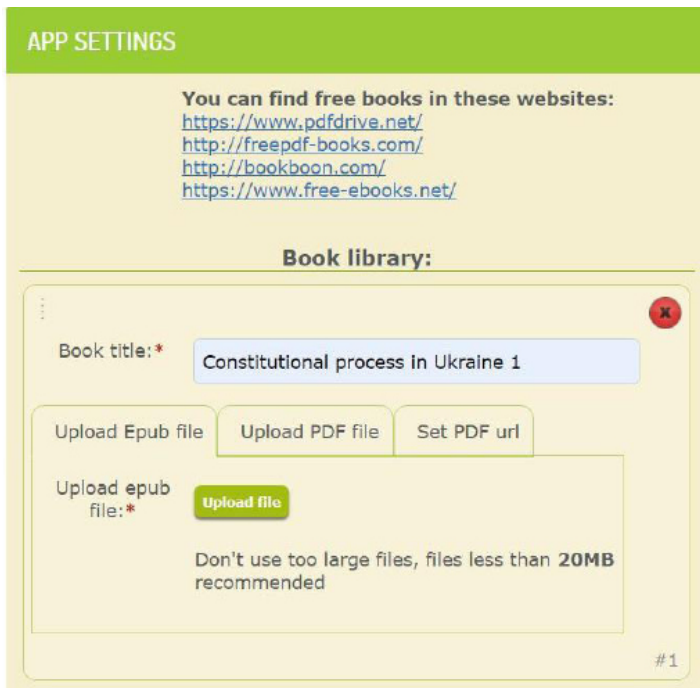 APP SETTINGS
You can find free books in these websites:
https://www.pdfdrive.net/
http://freepdf-books.com/
http://bookboon.com/
https://www.free-ebooks.net/
Book library:
x
Book title:*
Constitutional process in Ukraine 1
Upload Epub file
Upload PDF file
Set PDF url
Upload epub
file:*
Upload file
Don't use too large files, files less than 20MB
recommended
#1